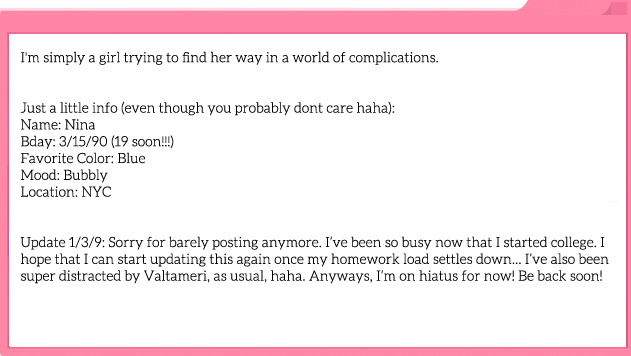 I'm simply a girl trying to find her way in a world of complications.
Just a little info (even though you probably dont care haha):
Name: Nina
Bday: 3/15/90 (19 soon!!!)
Favorite Color: Blue
Mood: Bubbly
Location: NYC
Update 1/3/9: Sorry for barely posting anymore. I've been so busy now that I started college. I
hope that I can start updating this again once my homework load settles down... I've also been
super distracted by Valtameri, as usual, haha. Anyways, I'm on hiatus for now! Be back soon!